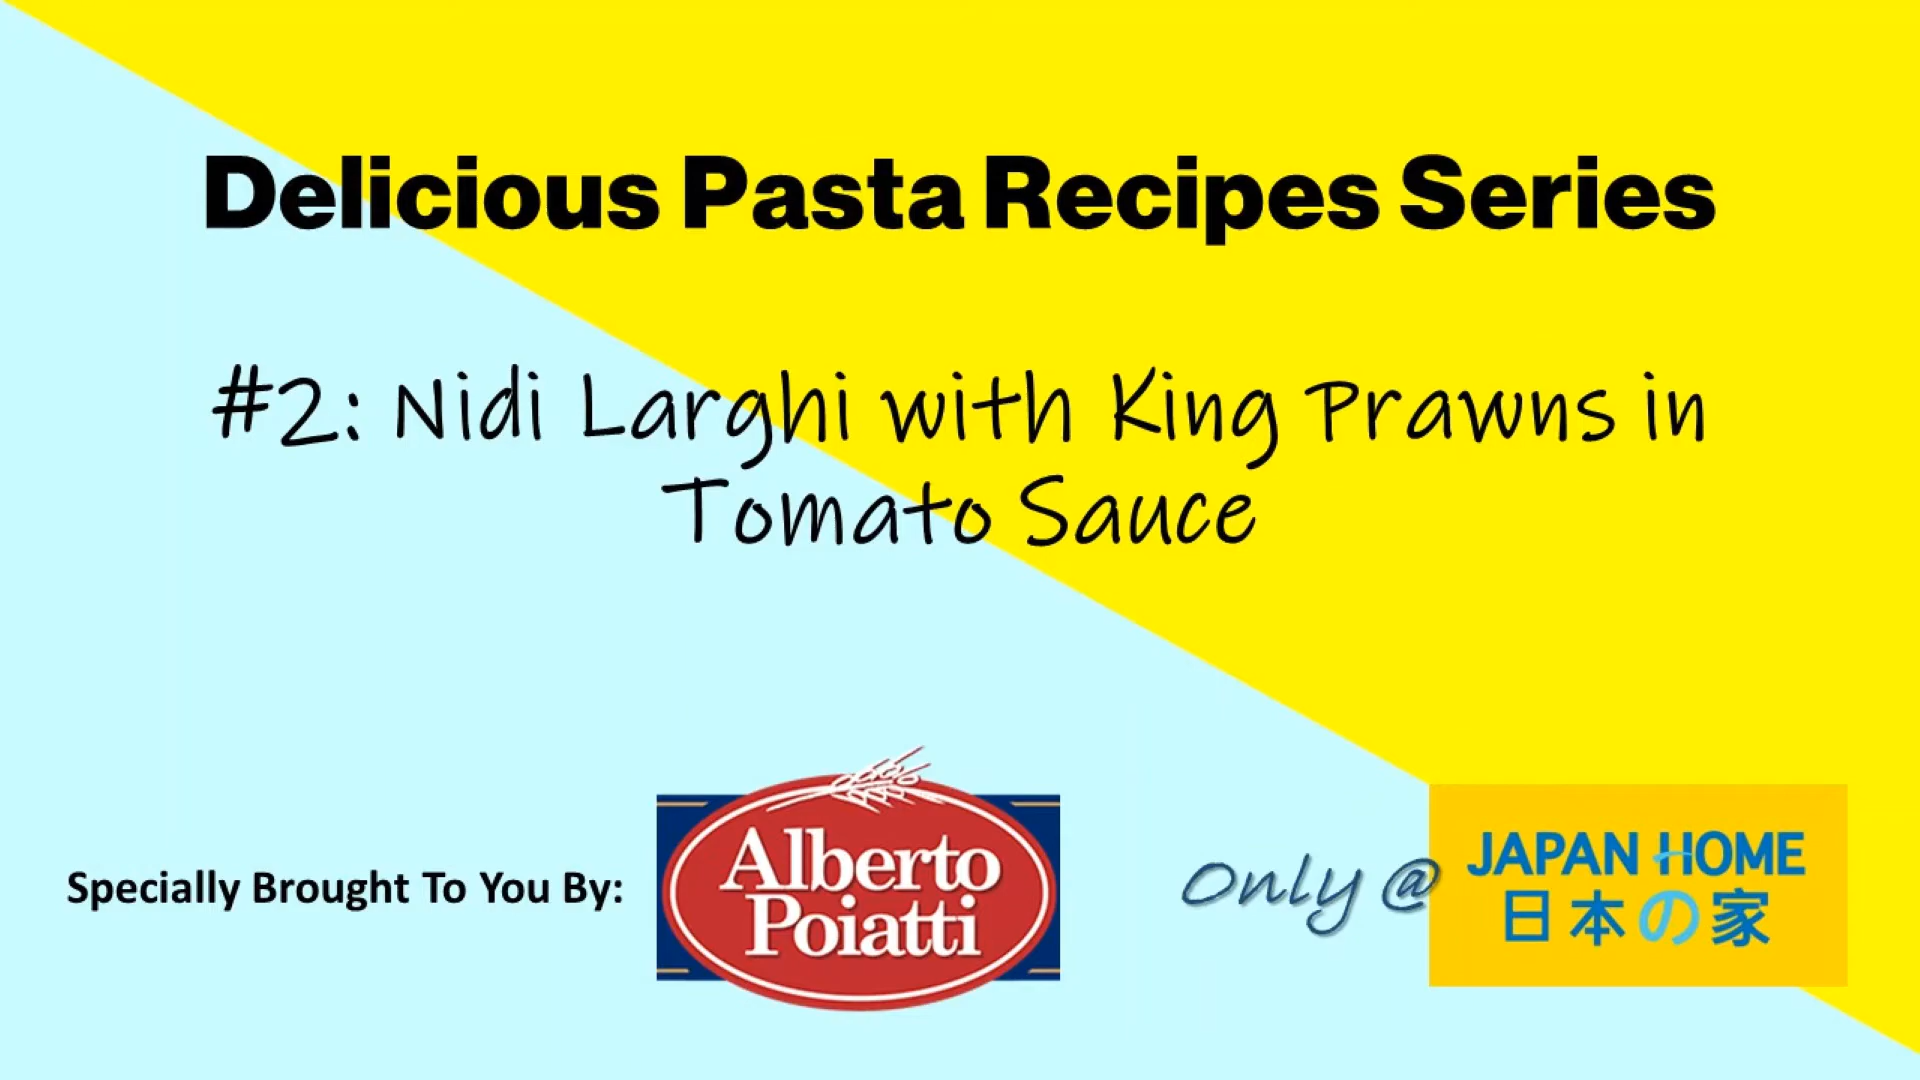 Delicious Pasta Recipes Series
#2: Nidi Larghi with King Prawns in
Tomato Sauce
Specially Brought To You By:
Alberto
Poiatti
Only @
JAPAN HOME
日本の家